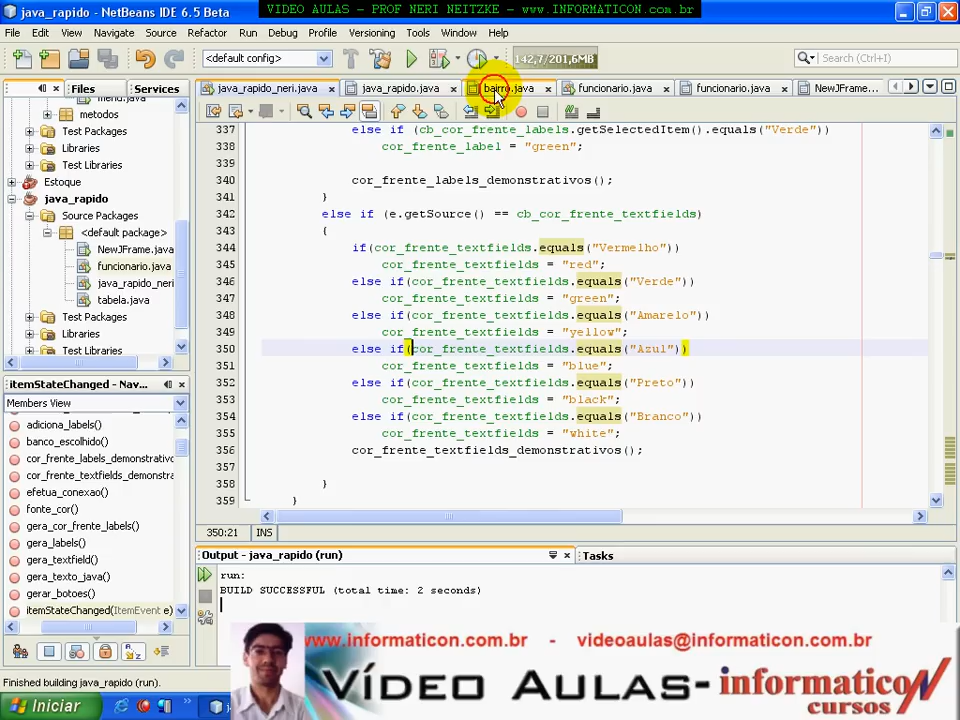 java_rapido - NetBeans IDE 6.5 Beta
VIDEO AULAS - PROF NERI NEITZKE - www.INFORMATICON.com.br
File Edit View Navigate Source Refactor Run Debug Profile Versioning Tools Window Help
<default config>
142,7/201,6MB
Search (Ctrl+I)
Files Services
java_rapido_neri.java java_rapido.java bairro.java funcionario.java funcionario.java NewJFrame....
menu.java
metodos
Test Packages
Libraries
Test Libraries
Estoque
java_rapido
Source Packages
<default package>
NewJFrame.java
funcionario.java
java_rapido_neri
tabela.java
Test Packages
Libraries
Test Libraries
337 else if (cb_cor_frente_labels.getSelectedItem().equals("Verde"))
338 cor_frente_label = "green";
339
340 cor_frente_labels_demonstrativos();
341 }
342 else if (e.getSource() == cb_cor_frente_textfields)
343 {
344 if(cor_frente_textfields.equals("Vermelho"))
345 cor_frente_textfields = "red";
346 else if(cor_frente_textfields.equals("Verde"))
347 cor_frente_textfields = "green";
348 else if(cor_frente_textfields.equals("Amarelo"))
349 cor_frente_textfields = "yellow";
350 else if(cor_frente_textfields.equals("Azul"))
351 cor_frente_textfields = "blue";
352 else if(cor_frente_textfields.equals("Preto"))
353 cor_frente_textfields = "black";
354 else if(cor_frente_textfields.equals("Branco"))
355 cor_frente_textfields = "white";
356 cor_frente_textfields_demonstrativos();
357
358 }
359 }
350:21 INS
itemStateChanged - Nav...
Members View
adiciona_labels()
banco_escolhido()
cor_frente_labels_demonstrativo
cor_frente_textfields_demonstra
efetua_conexao()
fonte_cor()
gera_cor_frente_labels()
gera_labels()
gera_textfield()
gera_texto_java()
gerar_botoes()
itemStateChanged(ItemEvent e)
Output - java_rapido (run) Tasks
run:
BUILD SUCCESSFUL (total time: 2 seconds)
www.informaticon.com.br - videoaulas@informaticon.com.br
VÍDEO AULAS - informaticoN
cursos
Finished building java_rapido (run).
Iniciar